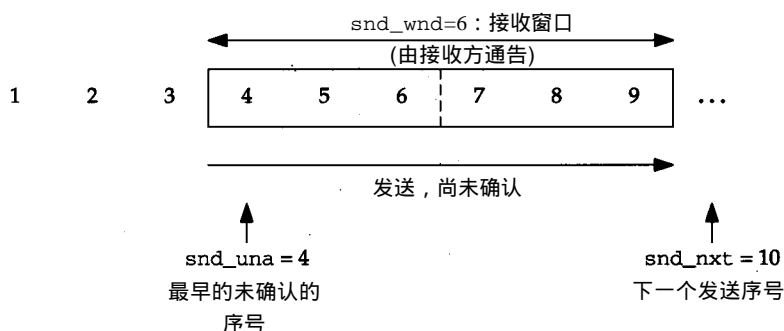 snd_wnd=6：接收窗口
(由接收方通告)
1 2 3 4 5 6 7 8 9 ...
发送，尚未确认
snd_una = 4
最早的未确认的
序号
snd_nxt = 10
下一个发送序号